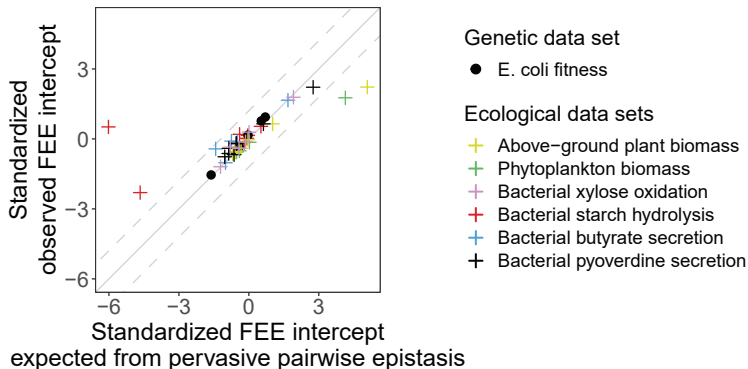 Standardized
observed FEE intercept
3
0
−3
−6
−6
−3
0
3
Standardized FEE intercept
expected from pervasive pairwise epistasis
Genetic data set
E. coli fitness
Ecological data sets
Above−ground plant biomass
Phytoplankton biomass
Bacterial xylose oxidation
Bacterial starch hydrolysis
Bacterial butyrate secretion
Bacterial pyoverdine secretion